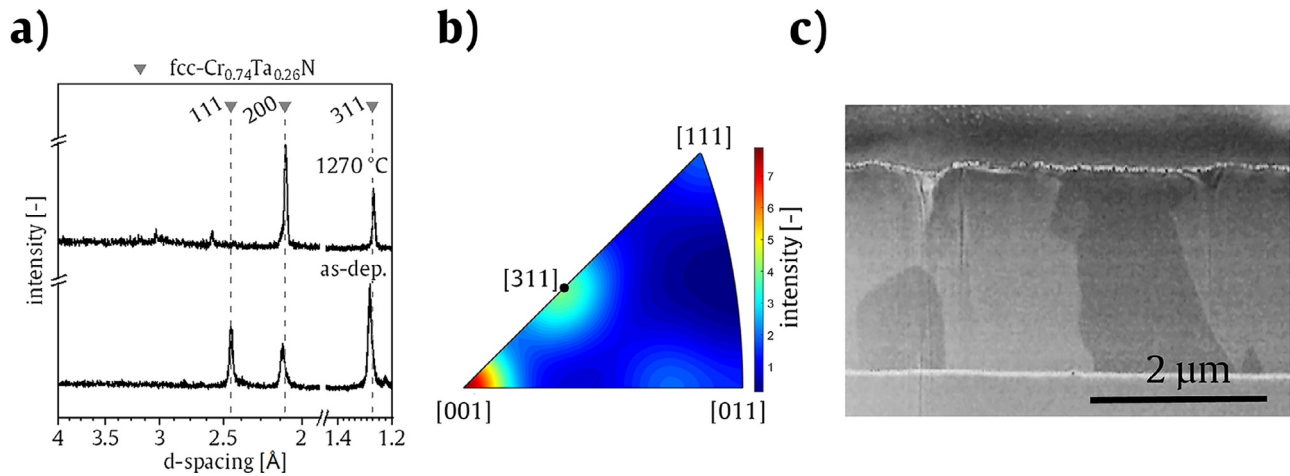 a)
fcc-Cr0.74Ta0.26N
111
200
311
1270 °C
as-dep.
intensity [-]
4
3.5
3
2.5
2
1.270
1.2
d-spacing [Å]
b)
[111]
[311]
[001]
[011]
7
6
5
4
3
2
1
intensity [-]
c)
2 µm